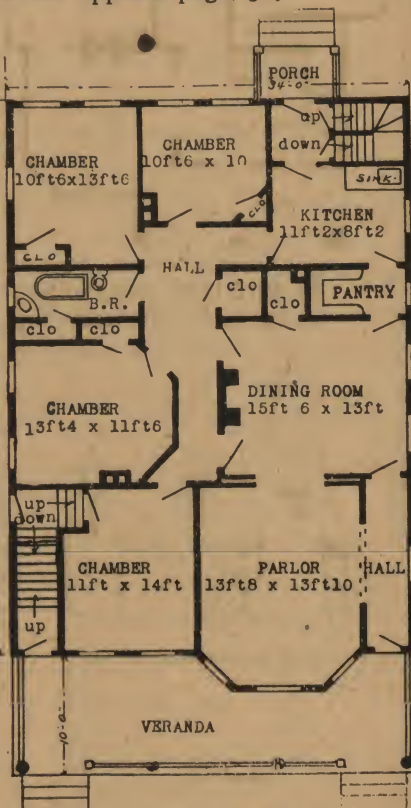 PORCH
34'-0"
up
down
CHAMBER
10ft6 x 10
CHAMBER
10ft6x13ft6
SINK
CLO
KITCHEN
11ft2x8ft2
CLO
HALL
B.R.
clo
clo
PANTRY
clo
clo
DINING ROOM
15ft 6 x 13ft
CHAMBER
13ft4 x 11ft6
up
down
CHAMBER
11ft x 14ft
PARLOR
13ft8 x 13ft10
HALL
up
10'-0"
VERANDA